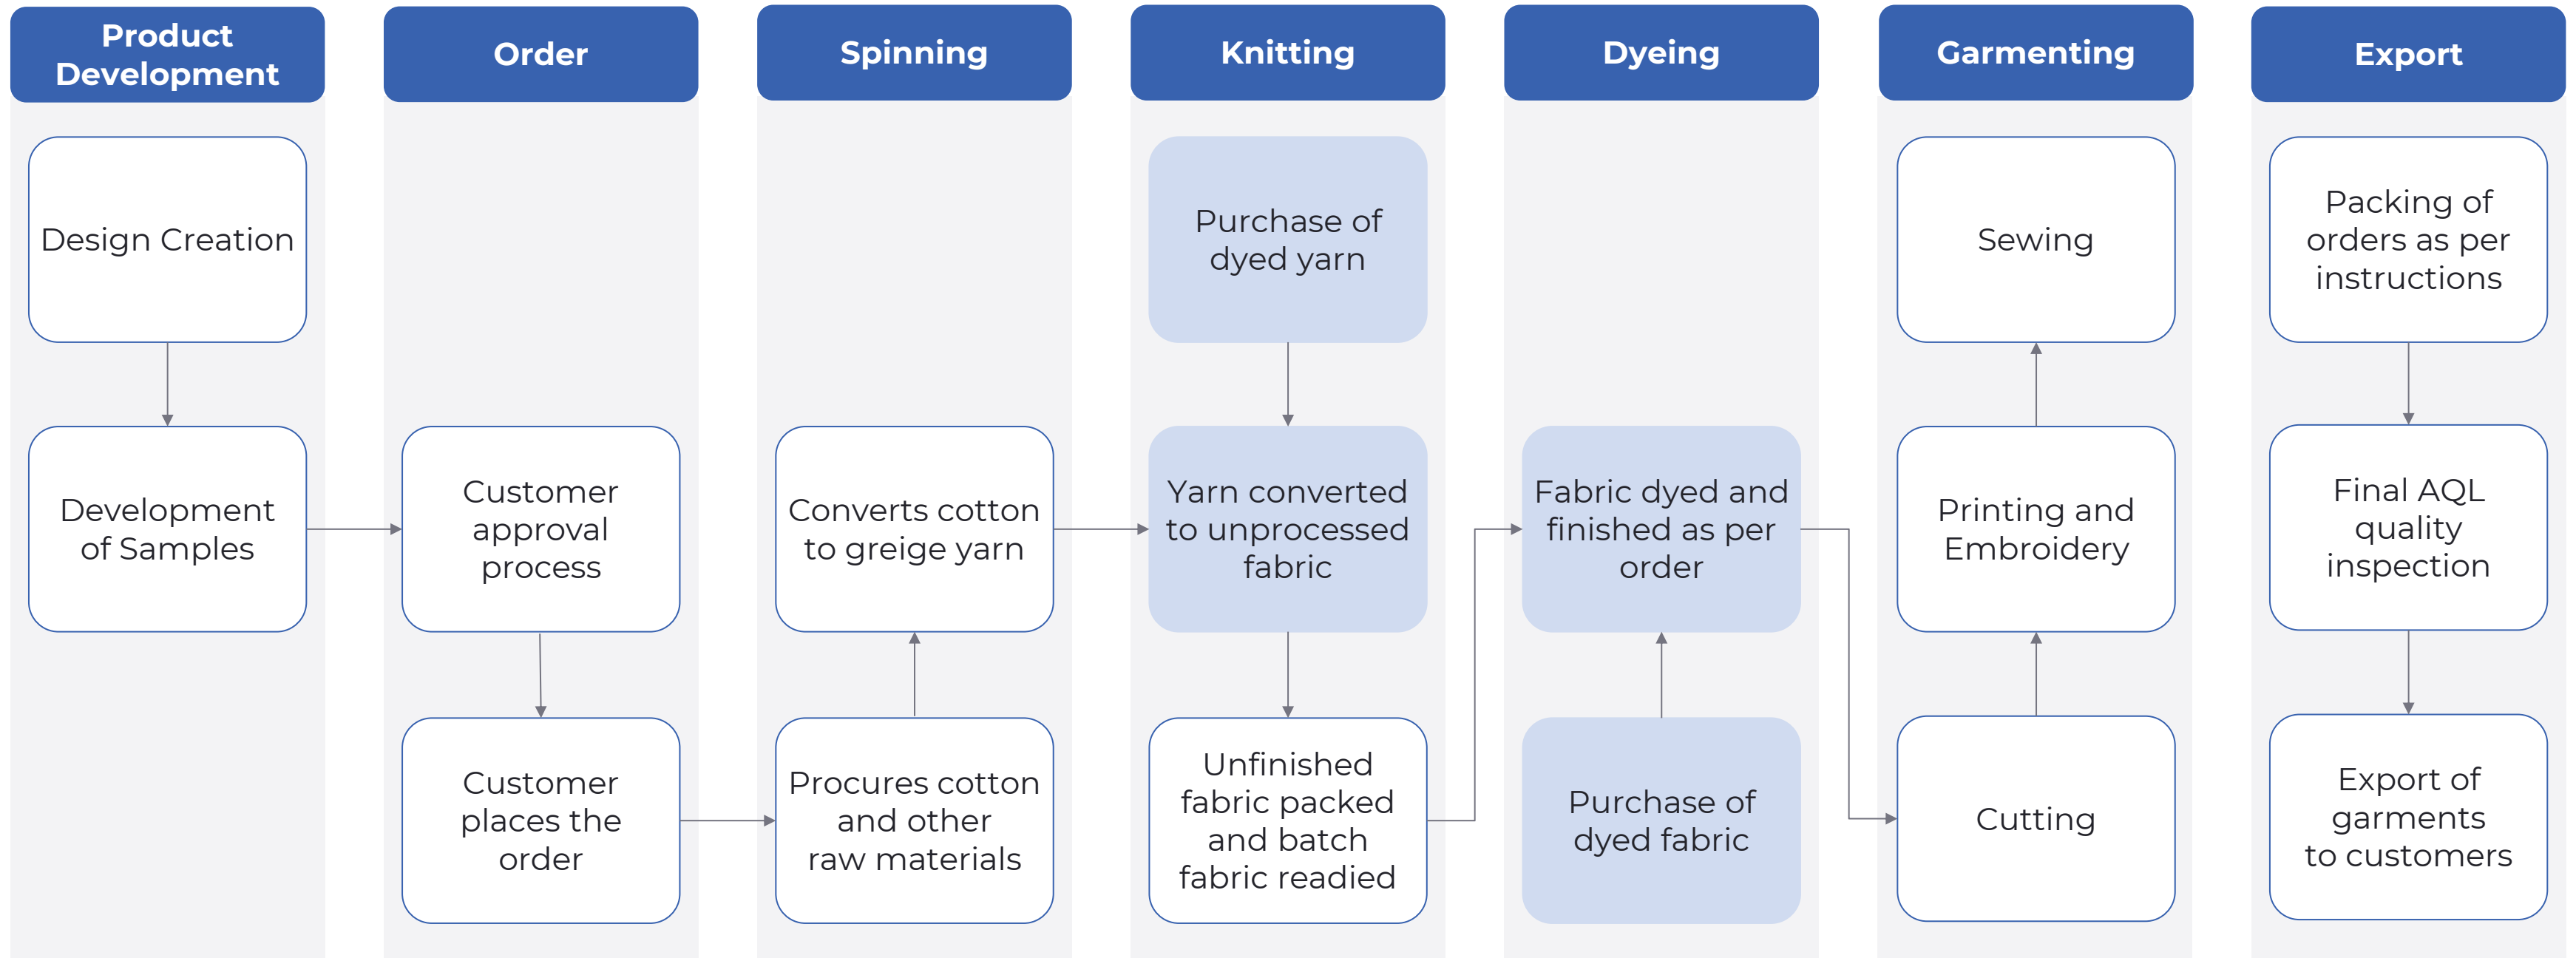 Product
Development
Order
Spinning
Knitting
Dyeing
Garmenting
Export
Design Creation
Development
of Samples
Customer
approval
process
Customer
places the
order
Converts cotton
to greige yarn
Procures cotton
and other
raw materials
Purchase of
dyed yarn
Yarn converted
to unprocessed
fabric
Unfinished
fabric packed
and batch
fabric readied
Fabric dyed and
finished as per
order
Purchase of
dyed fabric
Sewing
Printing and
Embroidery
Cutting
Packing of
orders as per
instructions
Final AQL
quality
inspection
Export of
garments
to customers